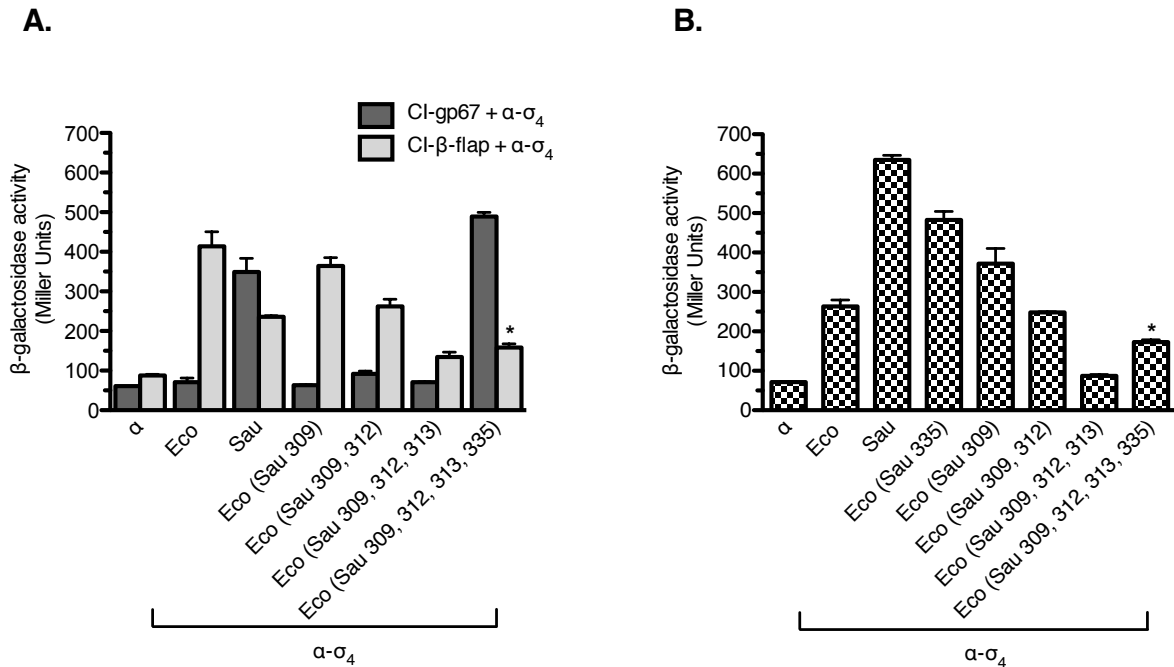 A.
CI-gp67 + α-σ₄
CI-β-flap + α-σ₄
β-galactosidase activity
(Miller Units)
700
600
500
400
300
200
100
0
*
α
Eco
Sau
Eco (Sau 309)
Eco (Sau 309, 312)
Eco (Sau 309, 312, 313)
Eco (Sau 309, 312, 313, 335)
α-σ₄
B.
β-galactosidase activity
(Miller Units)
700
600
500
400
300
200
100
0
*
α
Eco
Sau
Eco (Sau 335)
Eco (Sau 309)
Eco (Sau 309, 312)
Eco (Sau 309, 312, 313)
Eco (Sau 309, 312, 313, 335)
α-σ₄